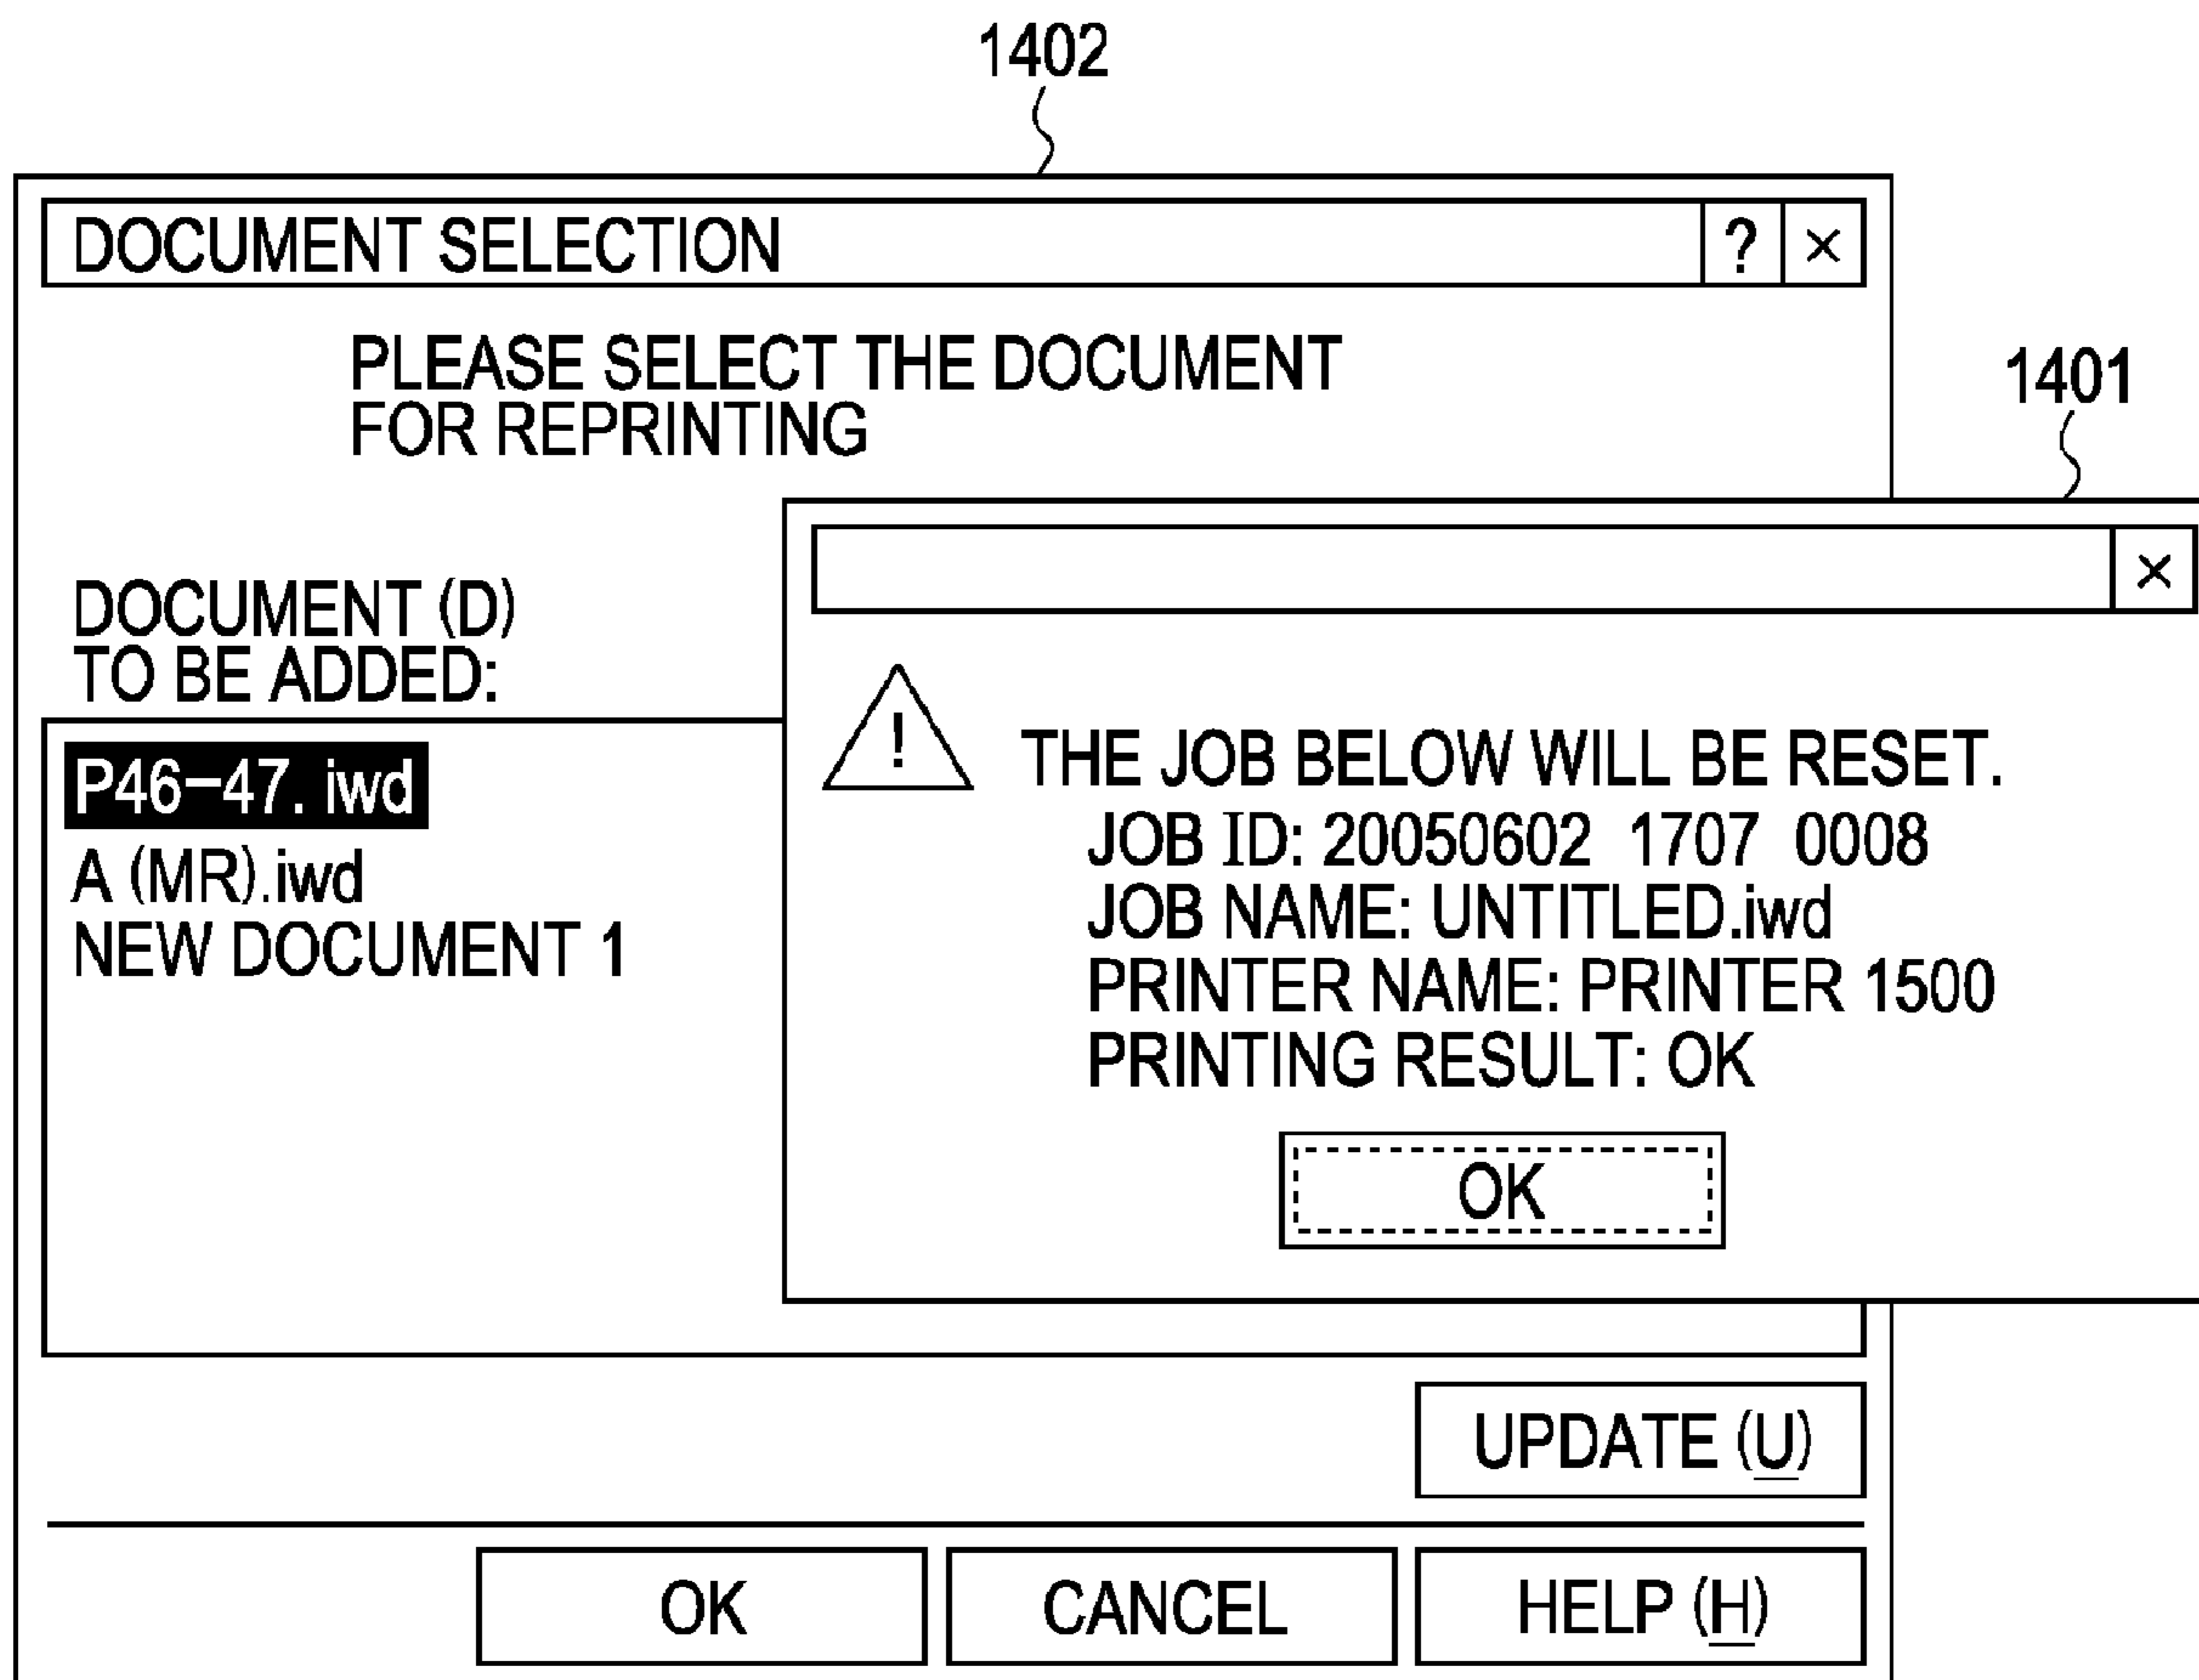 1402
DOCUMENT SELECTION ? ×
PLEASE SELECT THE DOCUMENT
FOR REPRINTING
1401
×
DOCUMENT (D)
TO BE ADDED:
P46-47. iwd
A (MR).iwd
NEW DOCUMENT 1
!
THE JOB BELOW WILL BE RESET.
JOB ID: 20050602 1707 0008
JOB NAME: UNTITLED.iwd
PRINTER NAME: PRINTER 1500
PRINTING RESULT: OK
OK
UPDATE (U)
OK CANCEL HELP (H)